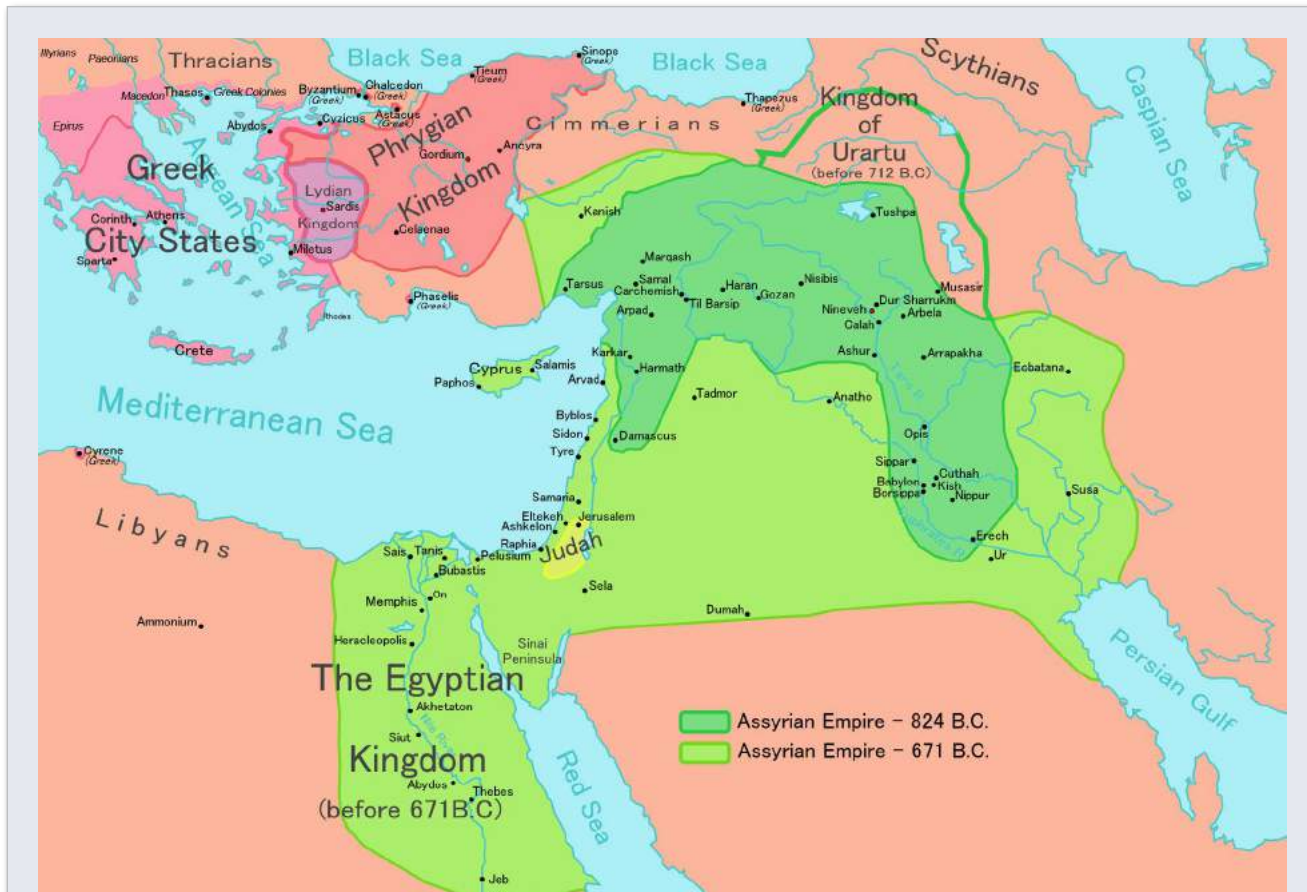 Illyrians
Paeonians
Thracians
Black Sea
Sinope
(Greek)
Black Sea
Scythians
Caspian Sea
Macedon
Thasos
Greek Colonies
Byzantium
(Greek)
Chalcedon
(Greek)
Tieum
(Greek)
Thapezus
(Greek)
Kingdom
of
Urartu
(before 712 B.C)
Epirus
Abydos
Cyzicus
Astacus
(Greek)
Phrygian
Kingdom
Cimmerians
Gordium
Ancyra
Greek
City States
Aegean Sea
Lydian
Kingdom
Sardis
Celaenae
Kanish
Tushpa
Corinth
Athens
Sparta
Miletus
Marqash
Samal
Carchemish
Til Barsip
Haran
Gozan
Nisibis
Musasir
Tarsus
Phaselis
(Greek)
Rhodes
Arpad
Nineveh
Dur Sharrukin
Calah
Arbela
Crete
Cyprus
Salamis
Paphos
Karkar
Harmath
Arvad
Ashur
Arrapakha
Ecbatana
Mediterranean Sea
Tadmor
Anatho
Byblos
Sidon
Tyre
Damascus
Opis
Cyrene
(Greek)
Sippar
Cuthah
Babylon
Kish
Borsippa
Nippur
Susa
Samaria
Eltekeh
Jerusalem
Ashkelon
Raphia
Judah
Euphrates R.
Erech
Ur
Libyans
Sais
Tanis
Pelusium
Bubastis
Sela
On
Memphis
Dumah
Ammonium
Heracleopolis
Sinai
Peninsula
Persian Gulf
The Egyptian
Kingdom
(before 671B.C)
Akhetaton
Siut
Abydus
Thebes
Jeb
Red Sea
Assyrian Empire - 824 B.C.
Assyrian Empire - 671 B.C.